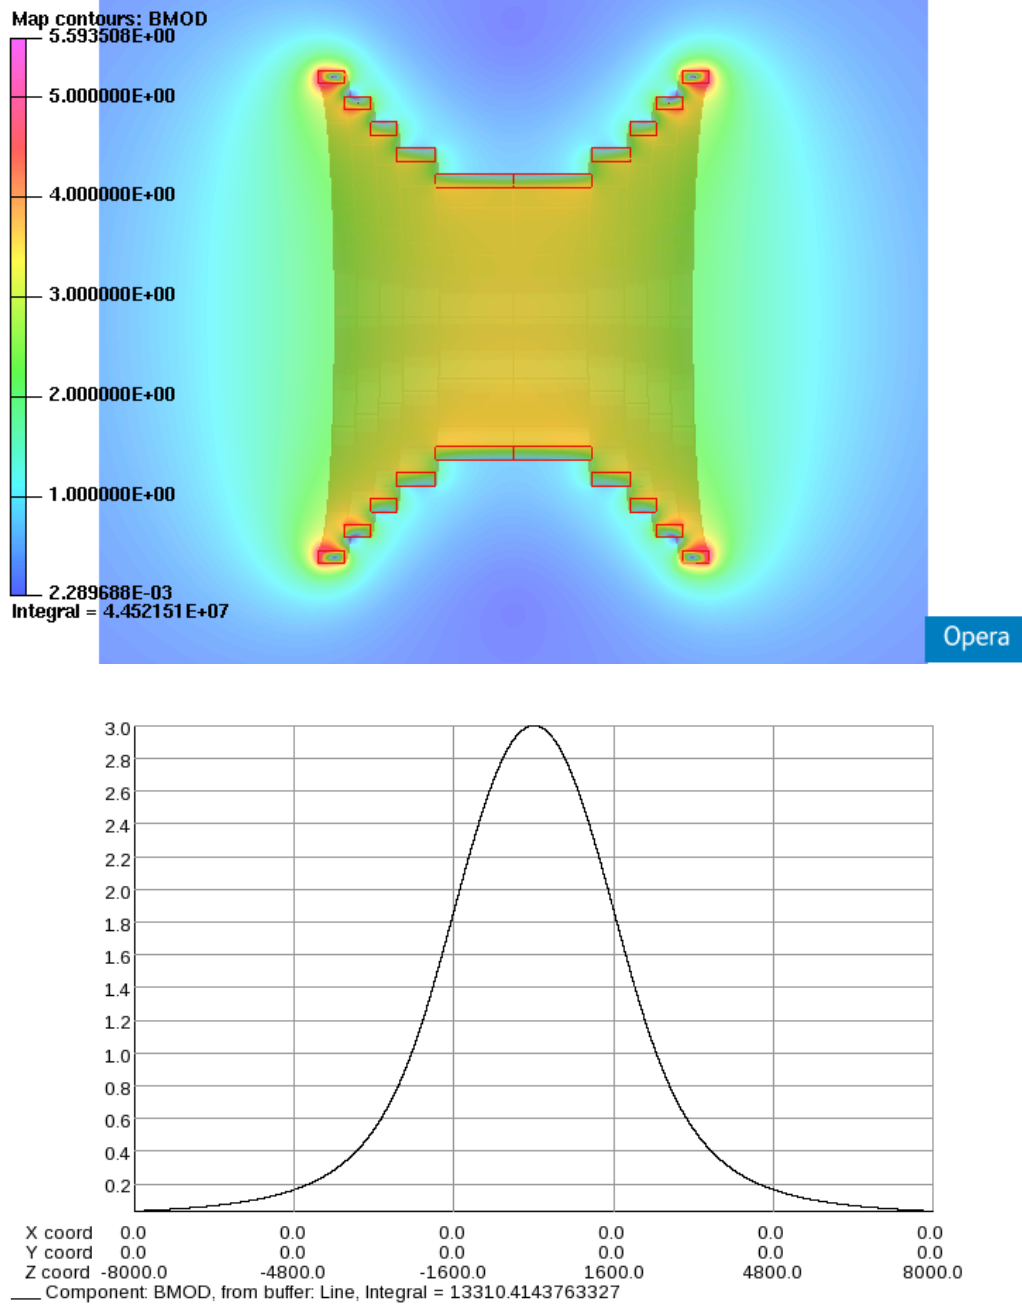 Map contours: BMOD
5.593508E+00
5.000000E+00
4.000000E+00
3.000000E+00
2.000000E+00
1.000000E+00
2.289688E-03
Integral = 4.452151E+07
Opera
3.0
2.8
2.6
2.4
2.2
2.0
1.8
1.6
1.4
1.2
1.0
0.8
0.6
0.4
0.2
X coord 0.0 0.0 0.0 0.0 0.0 0.0
Y coord 0.0 0.0 0.0 0.0 0.0 0.0
Z coord -8000.0 -4800.0 -1600.0 1600.0 4800.0 8000.0
Component: BMOD, from buffer: Line, Integral = 13310.4143763327